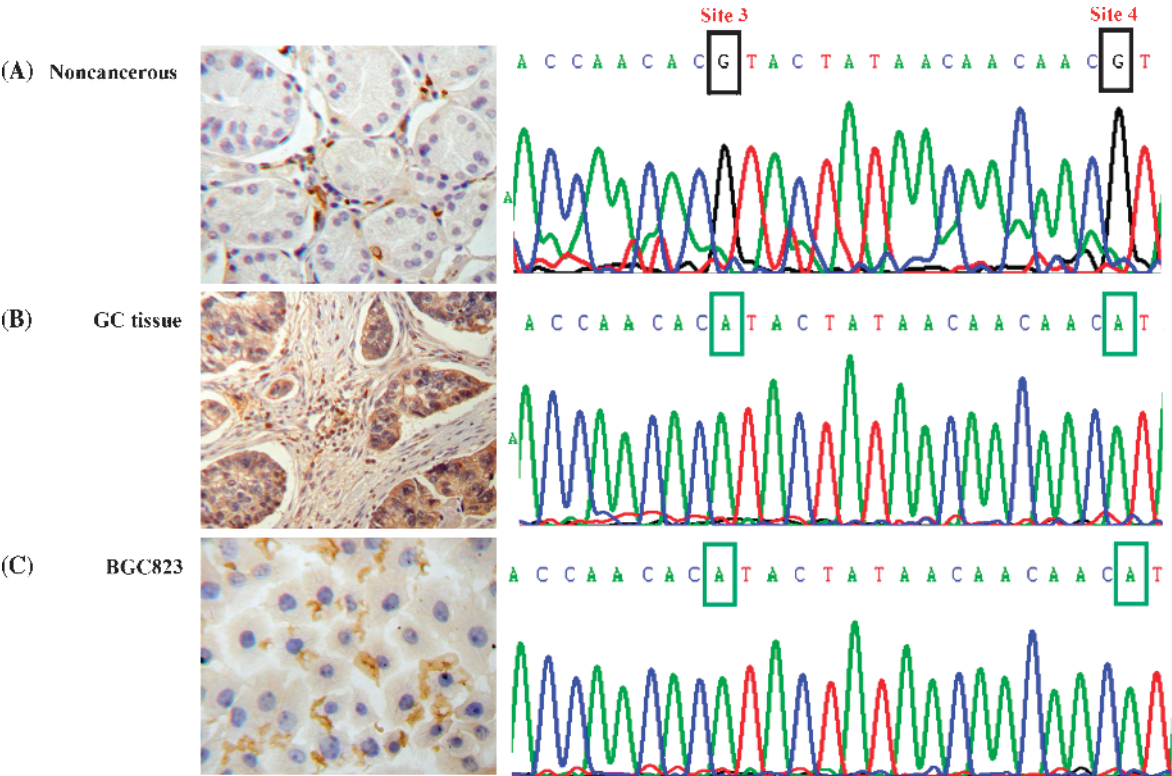 Site 3 Site 4
(A) Noncancerous A C C A A C A C G T A C T A T A A C A A C A A C G T
A
(B) GC tissue A C C A A C A C A T A C T A T A A C A A C A A C A T
A
(C) BGC823 A C C A A C A C A T A C T A T A A C A A C A A C A T